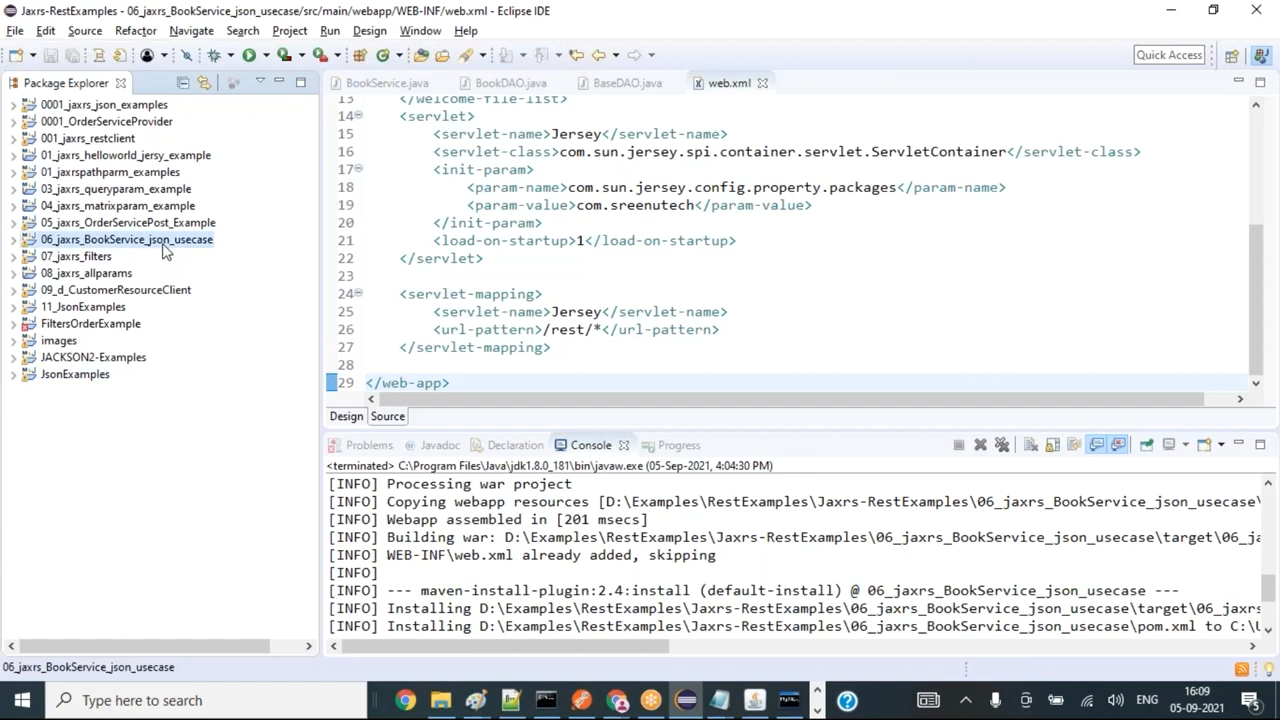 Jaxrs-RestExamples - 06_jaxrs_BookService_json_usecase/src/main/webapp/WEB-INF/web.xml - Eclipse IDE
File Edit Source Refactor Navigate Search Project Run Design Window Help
Quick Access
Package Explorer
0001_jaxrs_json_examples
0001_OrderServiceProvider
001_jaxrs_restclient
01_jaxrs_helloworld_jersy_example
01_jaxrspathparm_examples
03_jaxrs_queryparam_example
04_jaxrs_matrixparam_example
05_jaxrs_OrderServicePost_Example
06_jaxrs_BookService_json_usecase
07_jaxrs_filters
08_jaxrs_allparams
09_d_CustomerResourceClient
11_JsonExamples
FiltersOrderExample
images
JACKSON2-Examples
JsonExamples
BookService.java BookDAO.java BaseDAO.java web.xml
13 </welcome-file-list>
14 <servlet>
15 <servlet-name>Jersey</servlet-name>
16 <servlet-class>com.sun.jersey.spi.container.servlet.ServletContainer</servlet-class>
17 <init-param>
18 <param-name>com.sun.jersey.config.property.packages</param-name>
19 <param-value>com.sreenutech</param-value>
20 </init-param>
21 <load-on-startup>1</load-on-startup>
22 </servlet>
23
24 <servlet-mapping>
25 <servlet-name>Jersey</servlet-name>
26 <url-pattern>/rest/*</url-pattern>
27 </servlet-mapping>
28
29 </web-app>
Design Source
Problems Javadoc Declaration Console Progress
<terminated> C:\Program Files\Java\jdk1.8.0_181\bin\javaw.exe (05-Sep-2021, 4:04:30 PM)
[INFO] Processing war project
[INFO] Copying webapp resources [D:\Examples\RestExamples\Jaxrs-RestExamples\06_jaxrs_BookService_json_usecase\
[INFO] Webapp assembled in [201 msecs]
[INFO] Building war: D:\Examples\RestExamples\Jaxrs-RestExamples\06_jaxrs_BookService_json_usecase\target\06_ja
[INFO] WEB-INF\web.xml already added, skipping
[INFO]
[INFO] --- maven-install-plugin:2.4:install (default-install) @ 06_jaxrs_BookService_json_usecase ---
[INFO] Installing D:\Examples\RestExamples\Jaxrs-RestExamples\06_jaxrs_BookService_json_usecase\target\06_jaxrs
[INFO] Installing D:\Examples\RestExamples\Jaxrs-RestExamples\06_jaxrs_BookService_json_usecase\pom.xml to C:\U
06_jaxrs_BookService_json_usecase
Type here to search
ENG
16:09
05-09-2021
5